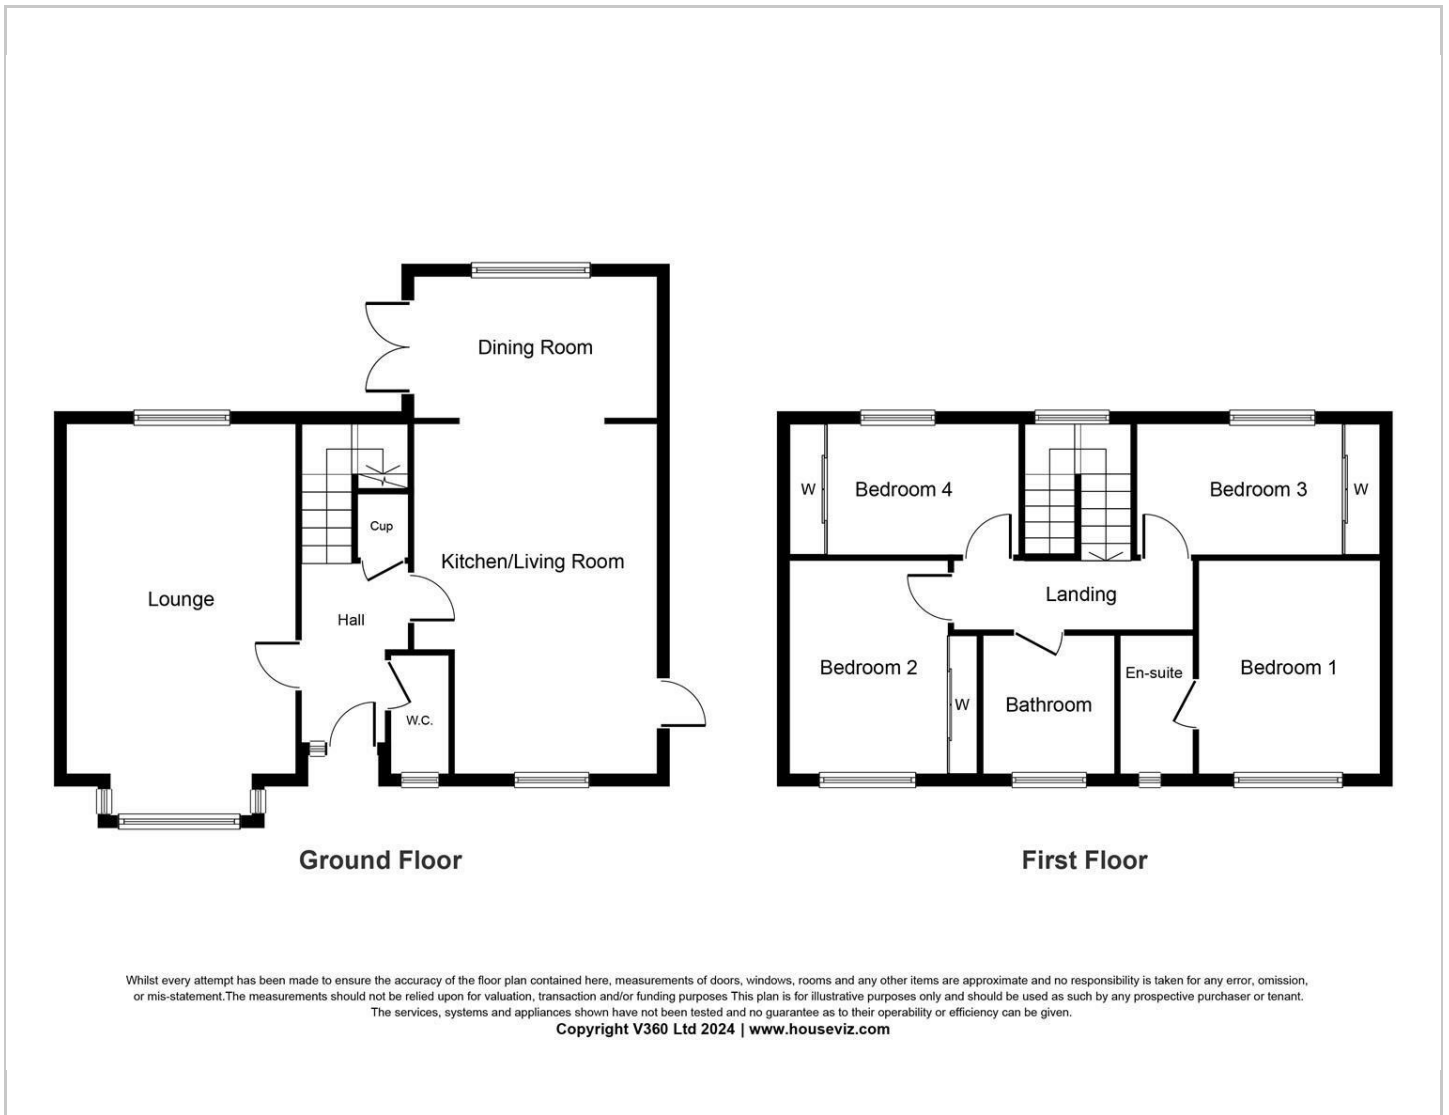 Dining Room
Kitchen/Living Room
Lounge
Cup
Hall
W.C.
Ground Floor
W
Bedroom 4
Bedroom 3
W
Landing
Bedroom 2
W
Bathroom
En-suite
Bedroom 1
First Floor
Whilst every attempt has been made to ensure the accuracy of the floor plan contained here, measurements of doors, windows, rooms and any other items are approximate and no responsibility is taken for any error, omission,
or mis-statement.The measurements should not be relied upon for valuation, transaction and/or funding purposes This plan is for illustrative purposes only and should be used as such by any prospective purchaser or tenant.
The services, systems and appliances shown have not been tested and no guarantee as to their operability or efficiency can be given.
Copyright V360 Ltd 2024 | www.houseviz.com